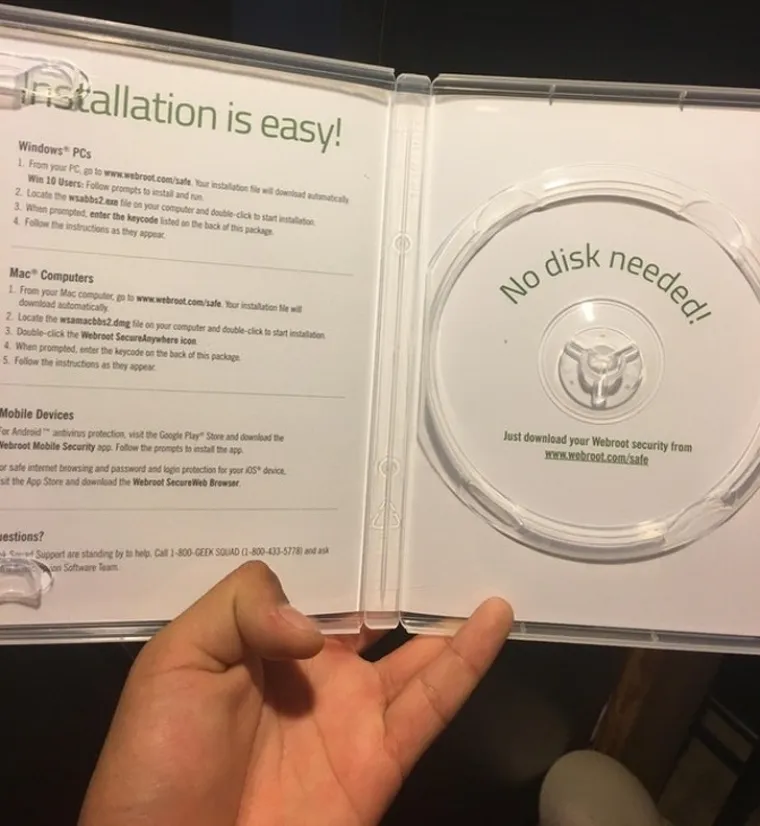 Installation is easy!
Windows® PCs
1. From your PC, go to www.webroot.com/safe. Your installation file will download automatically
Win 10 Users: Follow prompts to install and run.
2. Locate the wsabbs2.exe file on your computer and double-click to start installation.
3. When prompted, enter the keycode listed on the back of this package.
4. Follow the instructions as they appear.
Mac® Computers
1. From your Mac computer, go to www.webroot.com/safe. Your installation file will
download automatically.
2. Locate the wsamacbbs2.dmg file on your computer and double-click to start installation.
3. Double-click the Webroot SecureAnywhere icon
4. When prompted, enter the keycode on the back of this package.
5. Follow the instructions as they appear.
Mobile Devices
For Android™ antivirus protection, visit the Google Play® Store and download the
Webroot Mobile Security app. Follow the prompts to install the app.
or safe internet browsing and password and login protection for your iOS® device,
sit the App Store and download the Webroot SecureWeb Browser.
uestions?
Support are standing by to help. Call 1-800-GEEK SQUAD (1-800-433-5778) and ask
Software Team.
No disk needed!
Just download your Webroot security from
www.webroot.com/safe